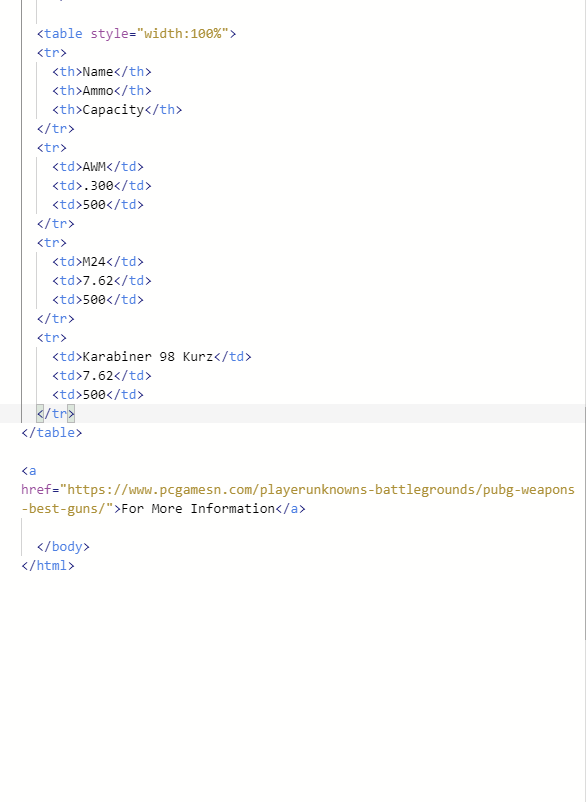 <table style="width:100%">
<tr>
<th>Name</th>
<th>Ammo</th>
<th>Capacity</th>
</tr>
<tr>
<td>AWM</td>
<td>.300</td>
<td>500</td>
</tr>
<tr>
<td>M24</td>
<td>7.62</td>
<td>500</td>
</tr>
<tr>
<td>Karabiner 98 Kurz</td>
<td>7.62</td>
<td>500</td>
</tr>
</table>
<a
href="https://www.pcgamesn.com/playerunknowns-battlegrounds/pubg-weapons
-best-guns/">For More Information</a>
</body>
</html>